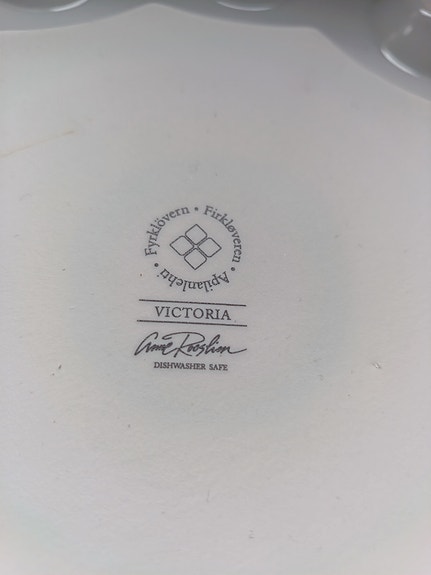 Fyrklövern • Firkløveren • Apilanlehti •
VICTORIA
Anne Rooslien
DISHWASHER SAFE